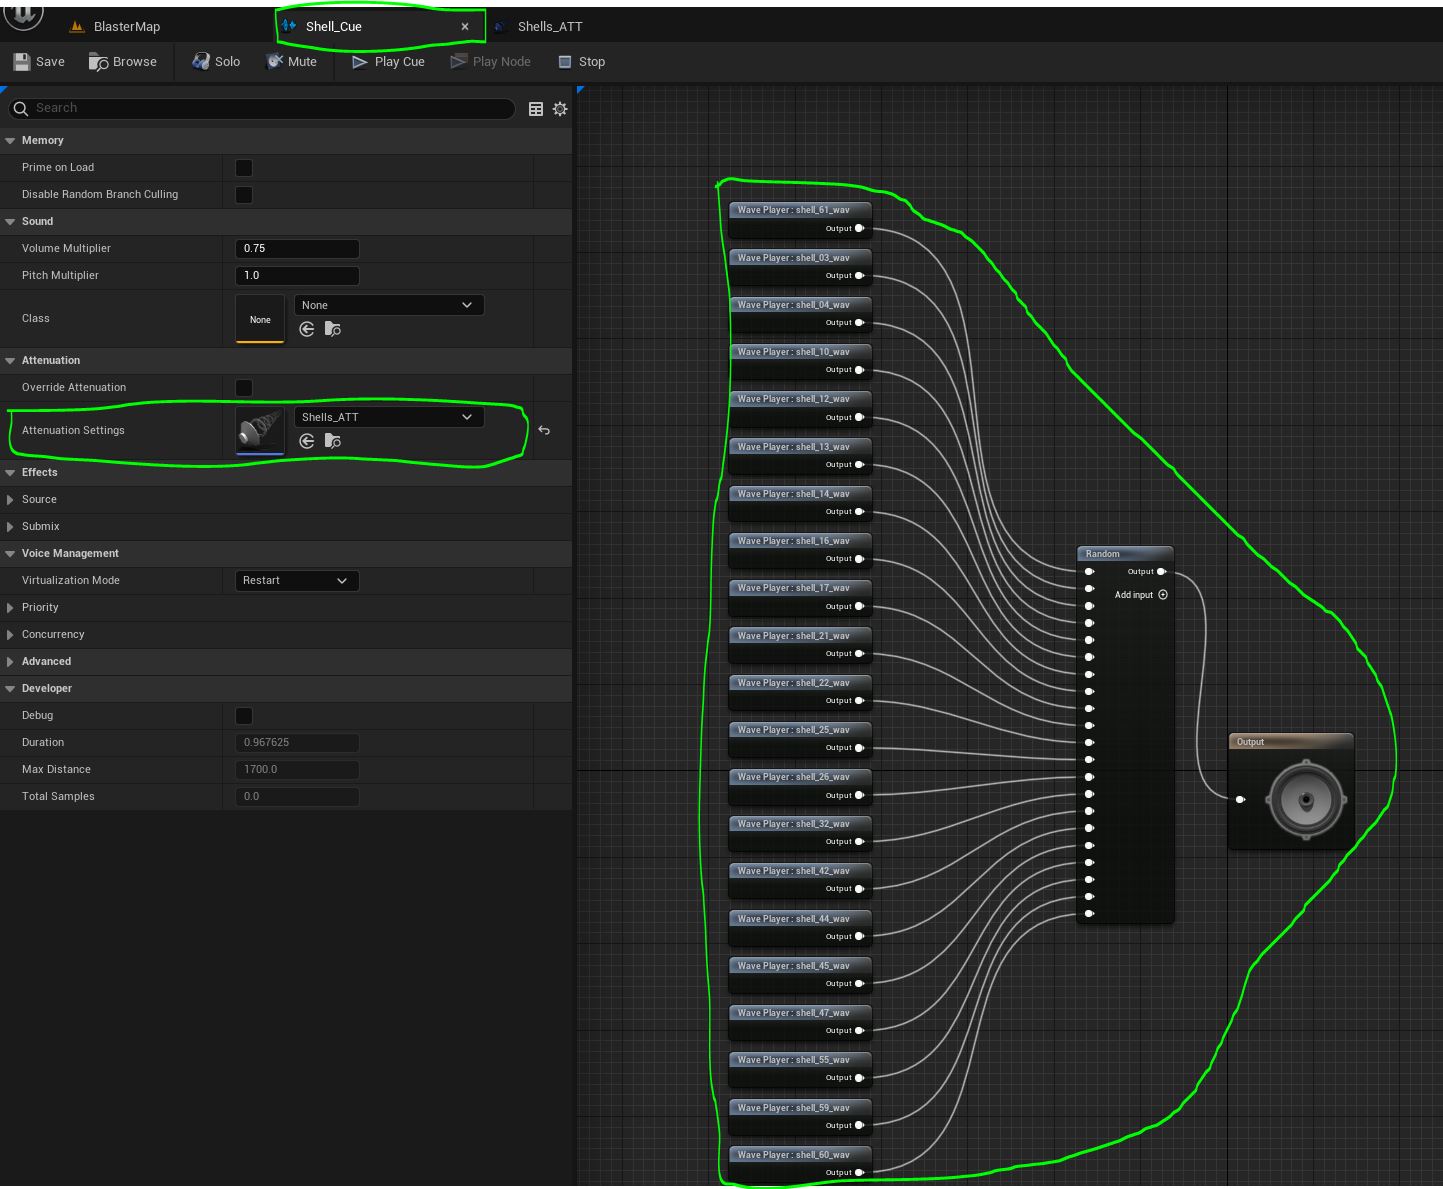 BlasterMap
Shell_Cue
Shells_ATT
Save
Browse
Solo
Mute
Play Cue
Play Node
Stop
Search
Memory
Prime on Load
Disable Random Branch Culling
Sound
Volume Multiplier 0.75
Pitch Multiplier 1.0
Class None None
Attenuation
Override Attenuation
Attenuation Settings Shells_ATT
Effects
Source
Submix
Voice Management
Virtualization Mode Restart
Priority
Concurrency
Advanced
Developer
Debug
Duration 0.967625
Max Distance 1700.0
Total Samples 0.0
Wave Player : shell_61_wav
Output
Wave Player : shell_03_wav
Output
Wave Player : shell_04_wav
Output
Wave Player : shell_10_wav
Output
Wave Player : shell_12_wav
Output
Wave Player : shell_13_wav
Output
Wave Player : shell_14_wav
Output
Wave Player : shell_16_wav
Output
Wave Player : shell_17_wav
Output
Wave Player : shell_21_wav
Output
Wave Player : shell_22_wav
Output
Wave Player : shell_25_wav
Output
Wave Player : shell_26_wav
Output
Wave Player : shell_32_wav
Output
Wave Player : shell_42_wav
Output
Wave Player : shell_44_wav
Output
Wave Player : shell_45_wav
Output
Wave Player : shell_47_wav
Output
Wave Player : shell_55_wav
Output
Wave Player : shell_59_wav
Output
Wave Player : shell_60_wav
Output
Random
Output
Add input
Output